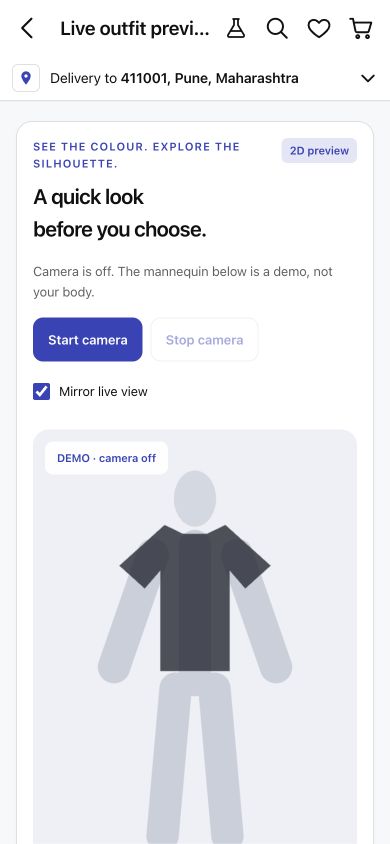 Live outfit previ...
Delivery to 411001, Pune, Maharashtra
SEE THE COLOUR. EXPLORE THE
SILHOUETTE.
2D preview
A quick look
before you choose.
Camera is off. The mannequin below is a demo, not
your body.
Start camera
Stop camera
Mirror live view
DEMO · camera off